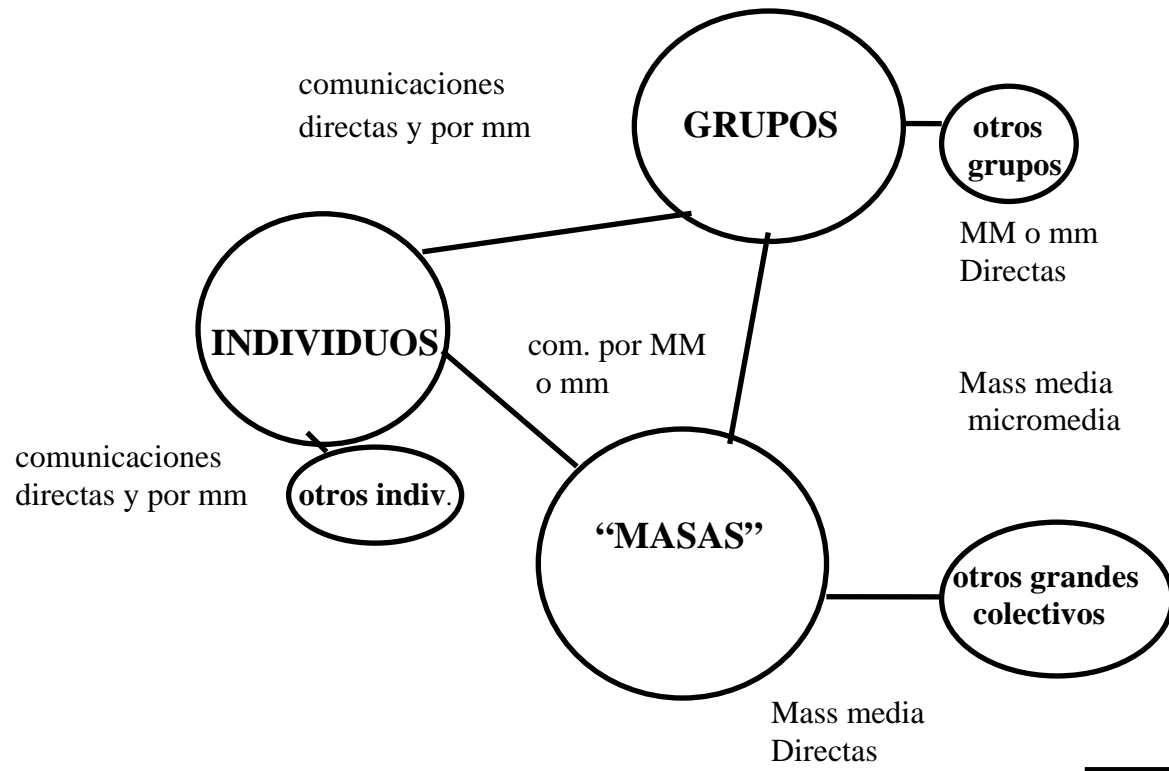 comunicaciones
directas y por mm
GRUPOS
otros
grupos
MM o mm
Directas
INDIVIDUOS
com. por MM
o mm
Mass media
micromedia
comunicaciones
directas y por mm
otros indiv.
“MASAS”
otros grandes
colectivos
Mass media
Directas